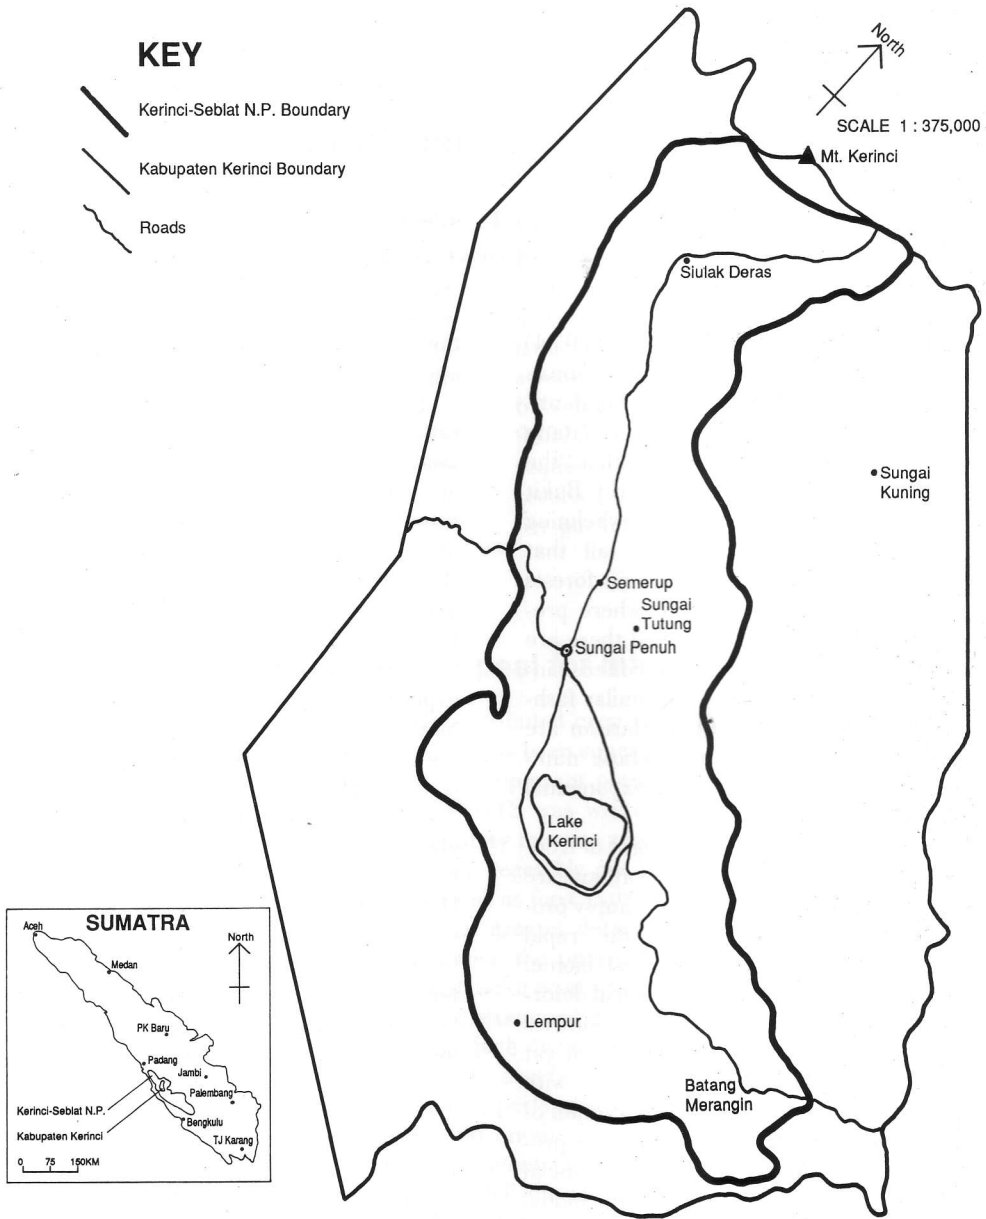 KEY
Kerinci-Seblat N.P. Boundary
Kabupaten Kerinci Boundary
Roads
North
SCALE 1 : 375,000
Mt. Kerinci
Siulak Deras
Sungai
Kuning
Semerup
Sungai
Tutung
Sungai Penuh
Lake
Kerinci
Lempur
Batang
Merangin
SUMATRA
Aceh
North
Medan
PK Baru
Padang
Jambi
Palembang
Kerinci-Seblat N.P.
Kabupaten Kerinci
Bengkulu
TJ Karang
0 75 150KM